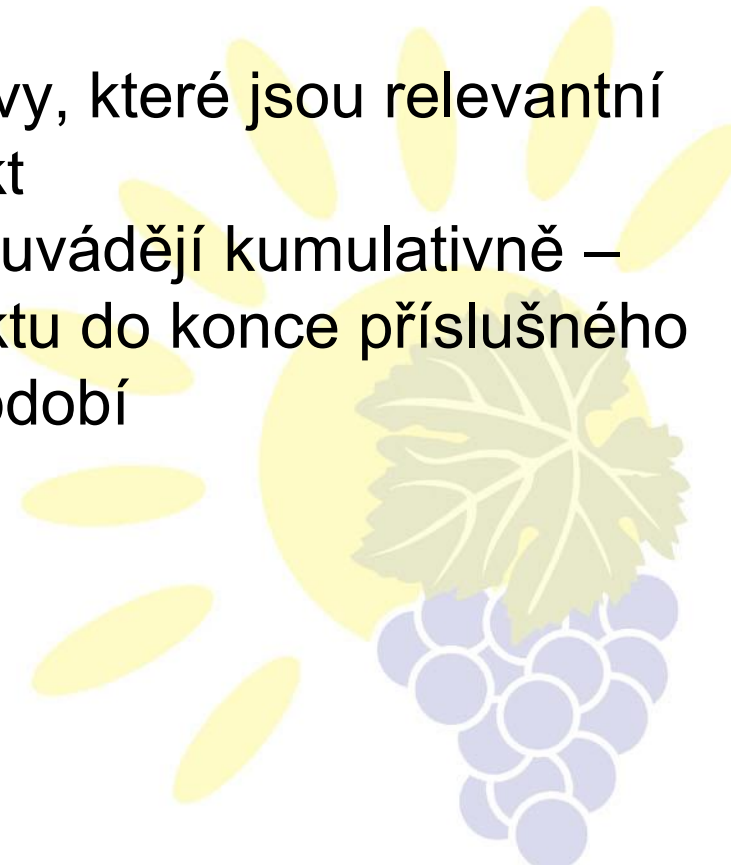 vy, které jsou relevantní
kt
uvádějí kumulativně –
ktu do konce příslušného
odobí